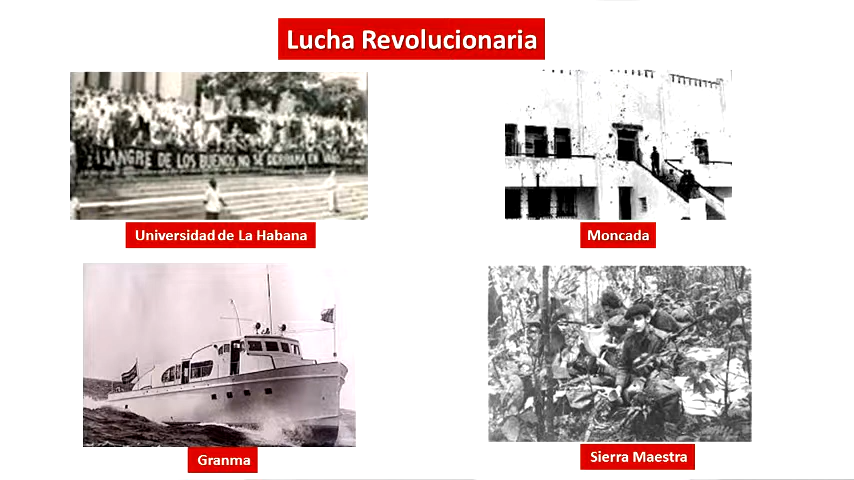 Lucha Revolucionaria
SANGRE DE LOS BUENOS NO SE DERRAMA EN VANO
Universidad de La Habana
Moncada
Granma
Sierra Maestra